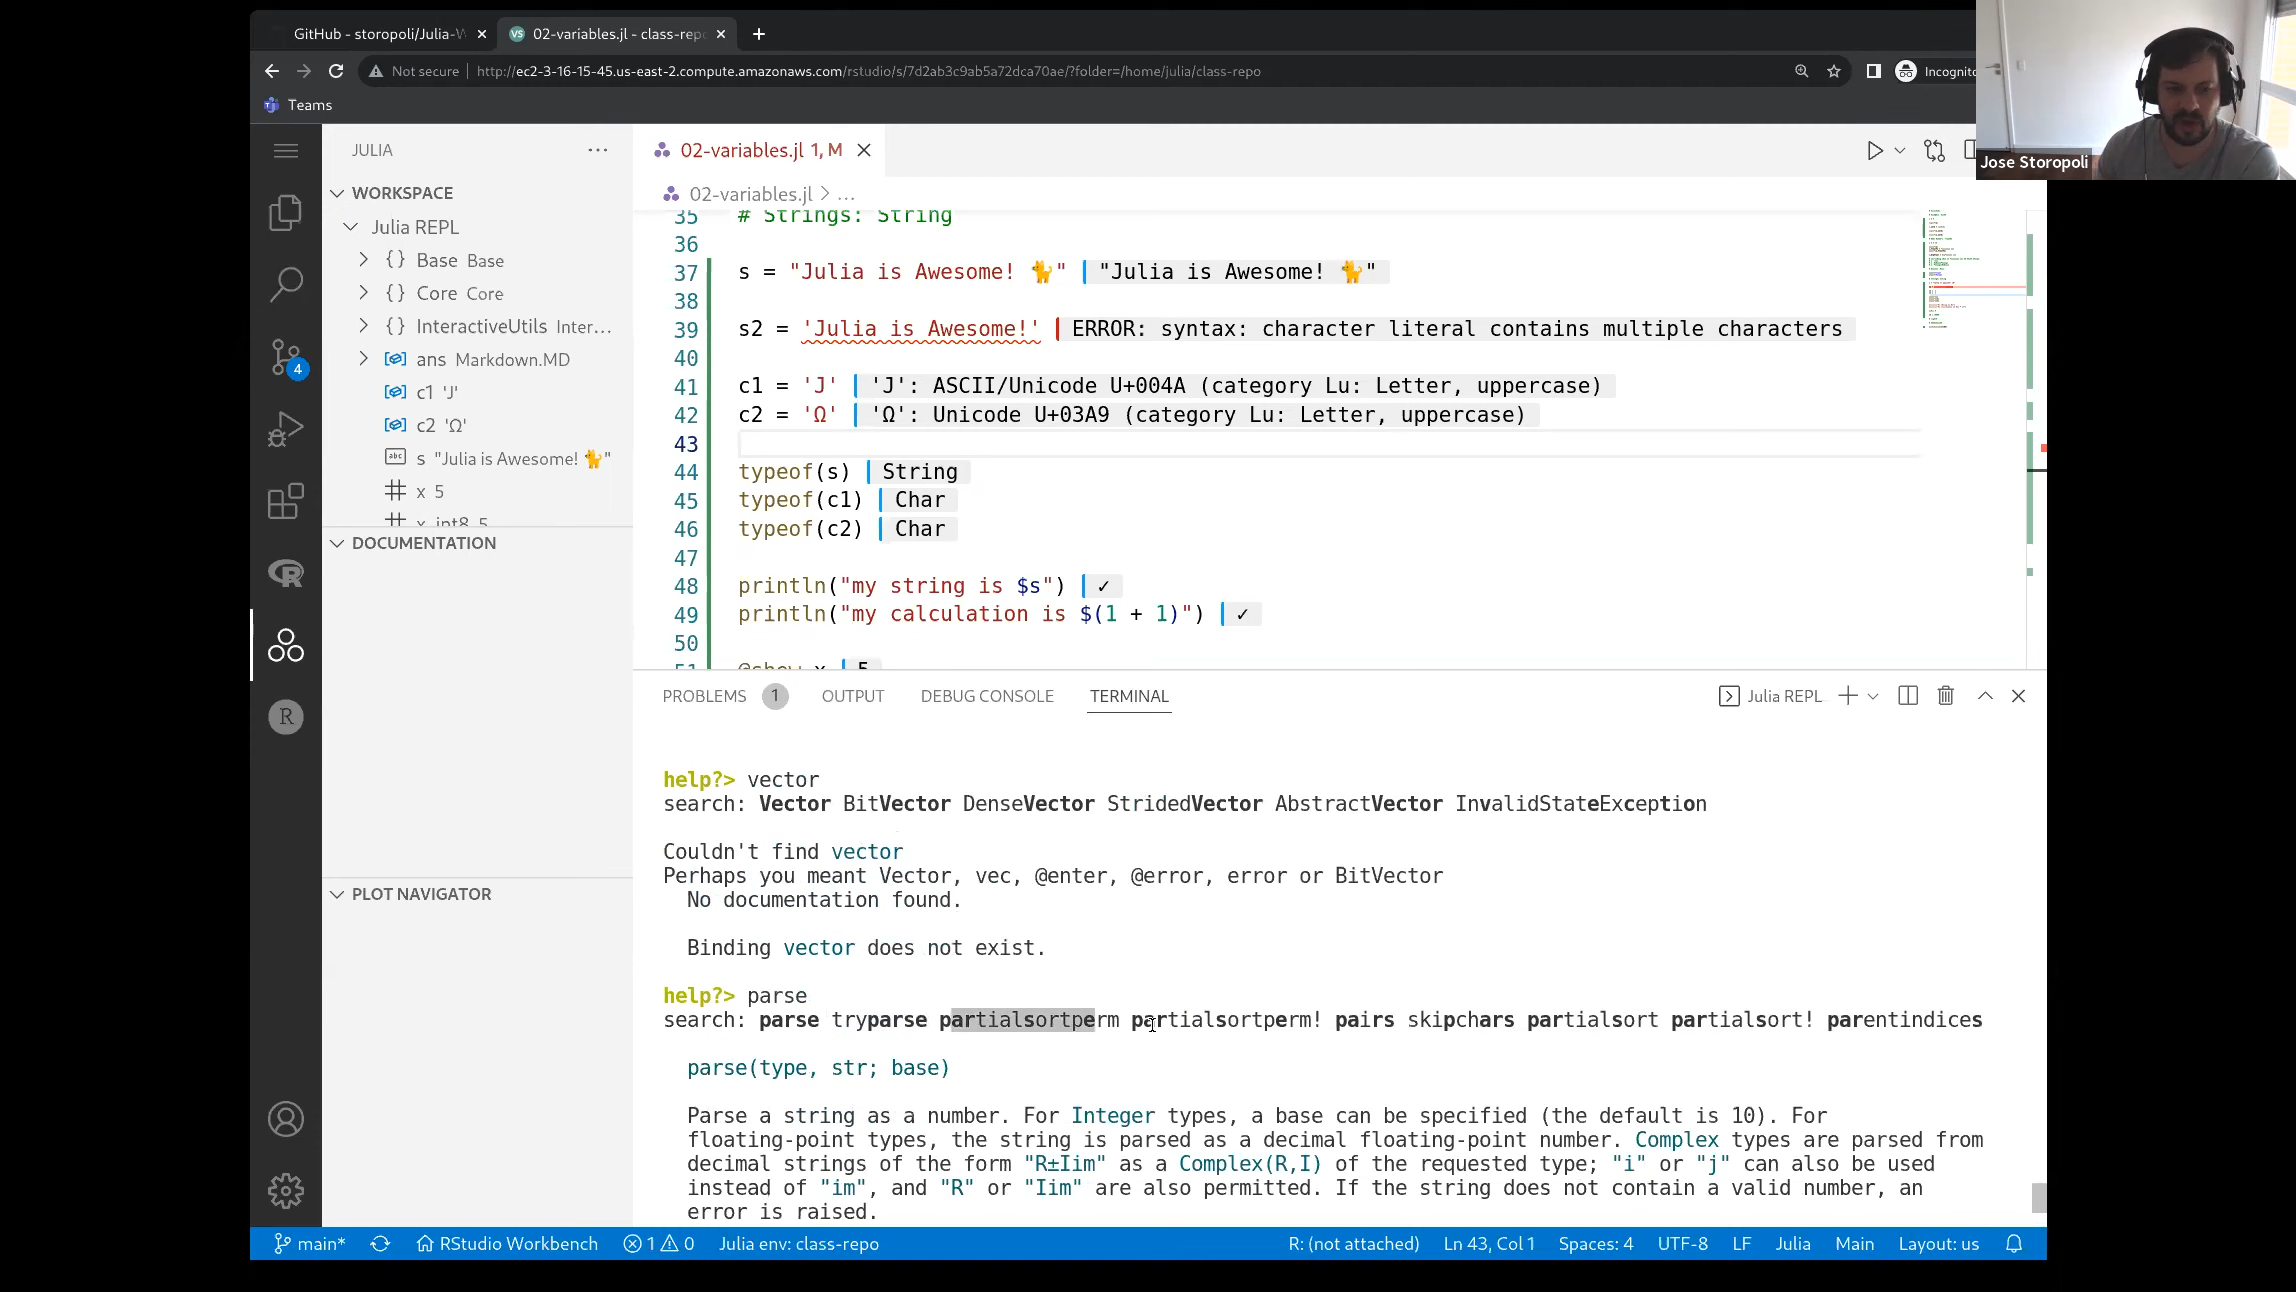 GitHub - storopoli/Julia-W
02-variables.jl - class-repo
Not secure
http://ec2-3-16-15-45.us-east-2.compute.amazonaws.com/rstudio/s/7d2ab3c9ab5a72dca70ae/?folder=/home/julia/class-repo
Incognito
Teams
Jose Storopoli
JULIA
02-variables.jl 1, M
WORKSPACE
02-variables.jl > ...
Julia REPL
{} Base Base
{} Core Core
{} InteractiveUtils Inter...
ans Markdown.MD
c1 'J'
c2 'Ω'
s "Julia is Awesome! 🐈"
x 5
x_int8 5
DOCUMENTATION
PLOT NAVIGATOR
4
35 # Strings: String
36
37 s = "Julia is Awesome! 🐈" "Julia is Awesome! 🐈"
38
39 s2 = 'Julia is Awesome!' ERROR: syntax: character literal contains multiple characters
40
41 c1 = 'J' 'J': ASCII/Unicode U+004A (category Lu: Letter, uppercase)
42 c2 = 'Ω' 'Ω': Unicode U+03A9 (category Lu: Letter, uppercase)
43
44 typeof(s) String
45 typeof(c1) Char
46 typeof(c2) Char
47
48 println("my string is $s") ✓
49 println("my calculation is $(1 + 1)") ✓
50
51 @show x 5
PROBLEMS 1 OUTPUT DEBUG CONSOLE TERMINAL
Julia REPL
help?> vector
search: Vector BitVector DenseVector StridedVector AbstractVector InvalidStateException
Couldn't find vector
Perhaps you meant Vector, vec, @enter, @error, error or BitVector
No documentation found.
Binding vector does not exist.
help?> parse
search: parse tryparse partialsortperm partialsortperm! pairs skipchars partialsort partialsort! parentindices
parse(type, str; base)
Parse a string as a number. For Integer types, a base can be specified (the default is 10). For
floating-point types, the string is parsed as a decimal floating-point number. Complex types are parsed from
decimal strings of the form "R±Iim" as a Complex(R,I) of the requested type; "i" or "j" can also be used
instead of "im", and "R" or "Iim" are also permitted. If the string does not contain a valid number, an
error is raised.
main* RStudio Workbench 1 0 Julia env: class-repo
R: (not attached) Ln 43, Col 1 Spaces: 4 UTF-8 LF Julia Main Layout: us